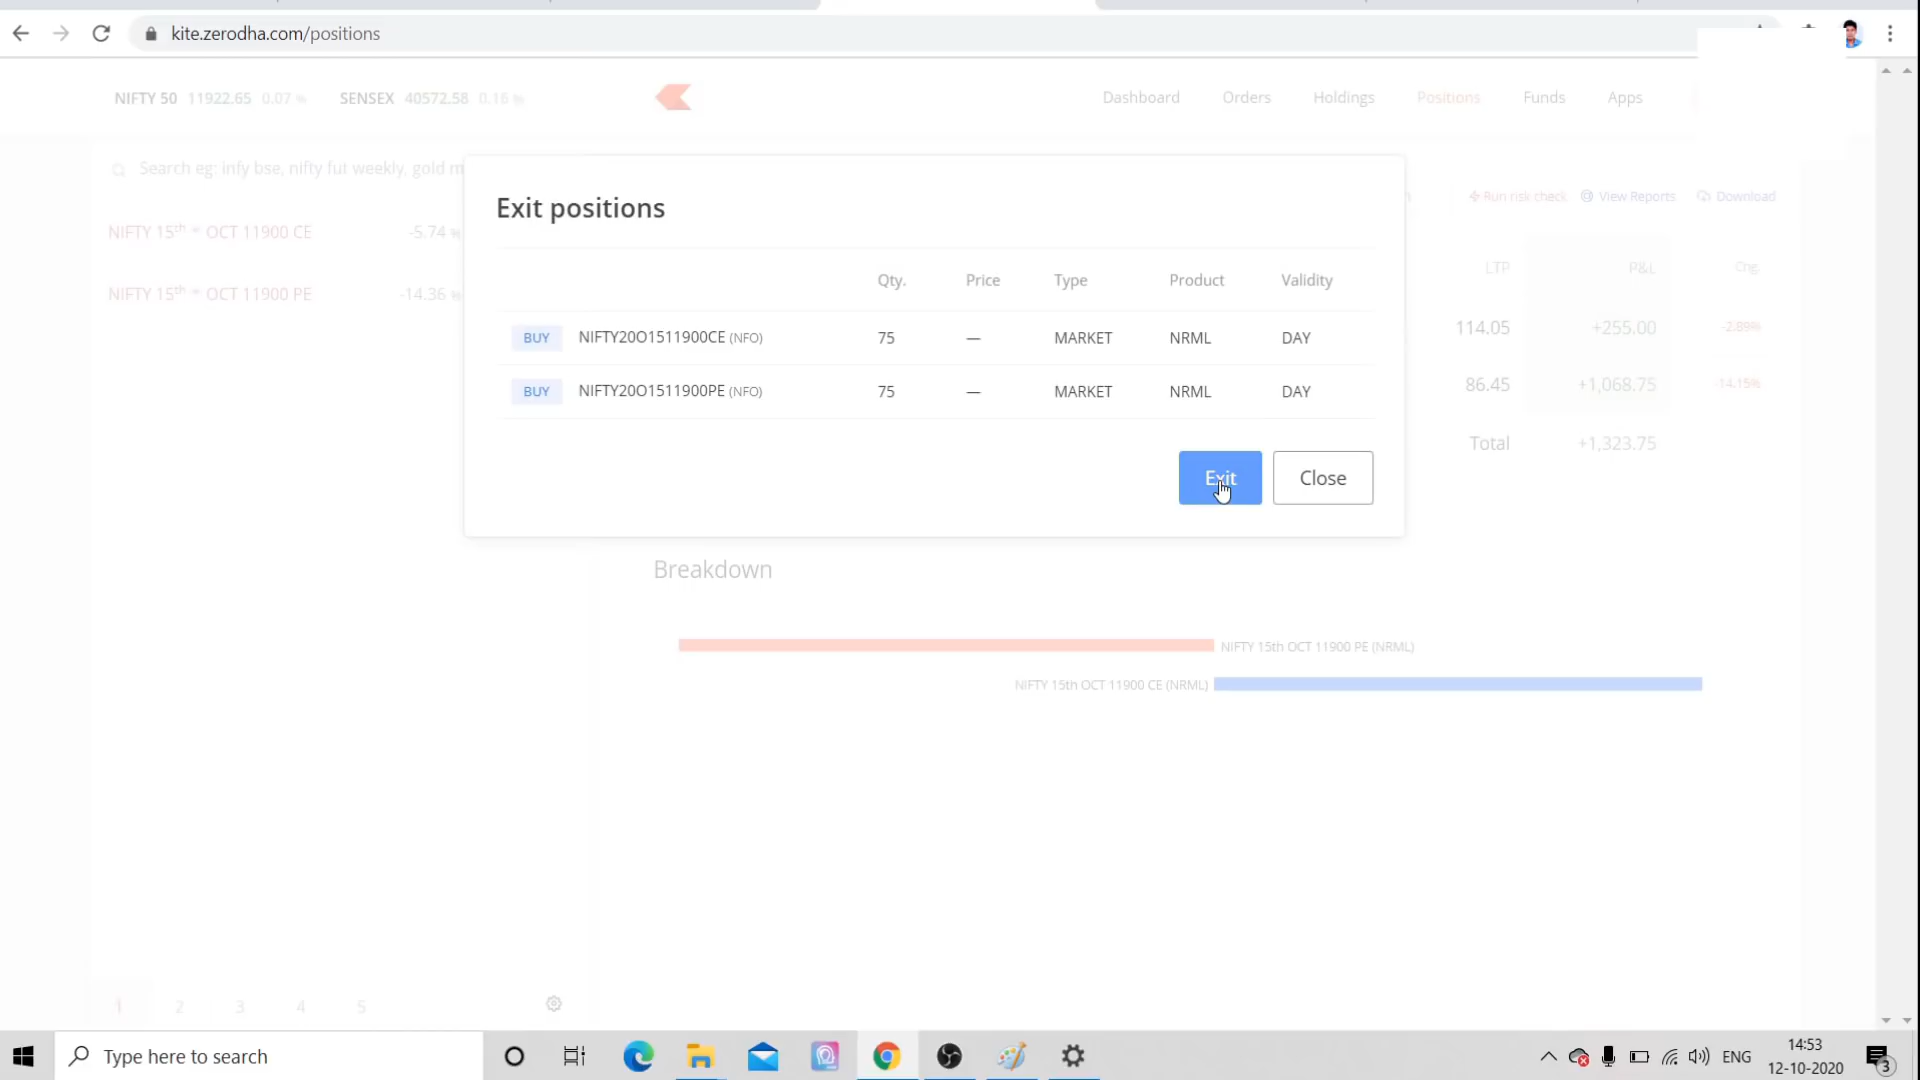 kite.zerodha.com/positions
NIFTY 50 11922.65 0.07 % SENSEX 40572.58 0.16 %
Dashboard Orders Holdings Positions Funds Apps
Search eg: infy bse, nifty fut weekly, gold m
Run risk check View Reports Download
Exit positions
NIFTY 15th OCT 11900 CE -5.74 %
NIFTY 15th OCT 11900 PE -14.36 %
Qty. Price Type Product Validity
BUY NIFTY20O1511900CE (NFO) 75 — MARKET NRML DAY
BUY NIFTY20O1511900PE (NFO) 75 — MARKET NRML DAY
LTP P&L Chg.
114.05 +255.00 -2.89%
86.45 +1,068.75 -14.15%
Total +1,323.75
Exit Close
Breakdown
NIFTY 15th OCT 11900 PE (NRML)
NIFTY 15th OCT 11900 CE (NRML)
1 2 3 4 5
Type here to search
ENG
14:53
12-10-2020
3